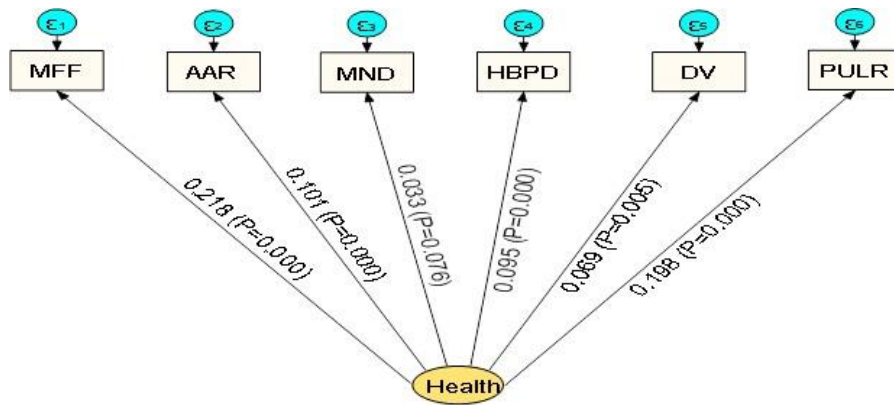 ε1 ε2 ε3 ε4 ε5 ε6
MFF AAR MND HBPD DV PULR
0.218 (P=0.000)
0.101 (P=0.000)
0.033 (P=0.076)
0.095 (P=0.000)
0.069 (P=0.005)
0.198 (P=0.000)
Health